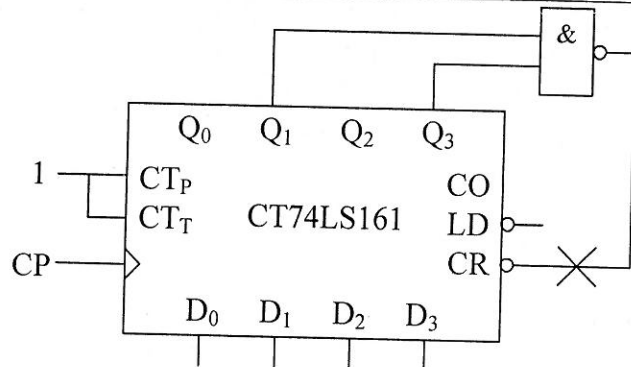 &
Q₀ Q₁ Q₂ Q₃
1
CTP
CO
CTT
CT74LS161
LD
CP
CR
D₀ D₁ D₂ D₃